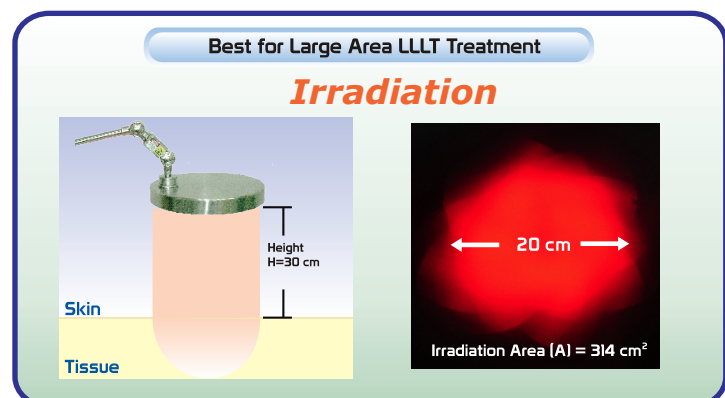 Best for Large Area LLLT Treatment
Irradiation
Height
H=30 cm
Skin
Tissue
20 cm
Irradiation Area (A) = 314 cm²